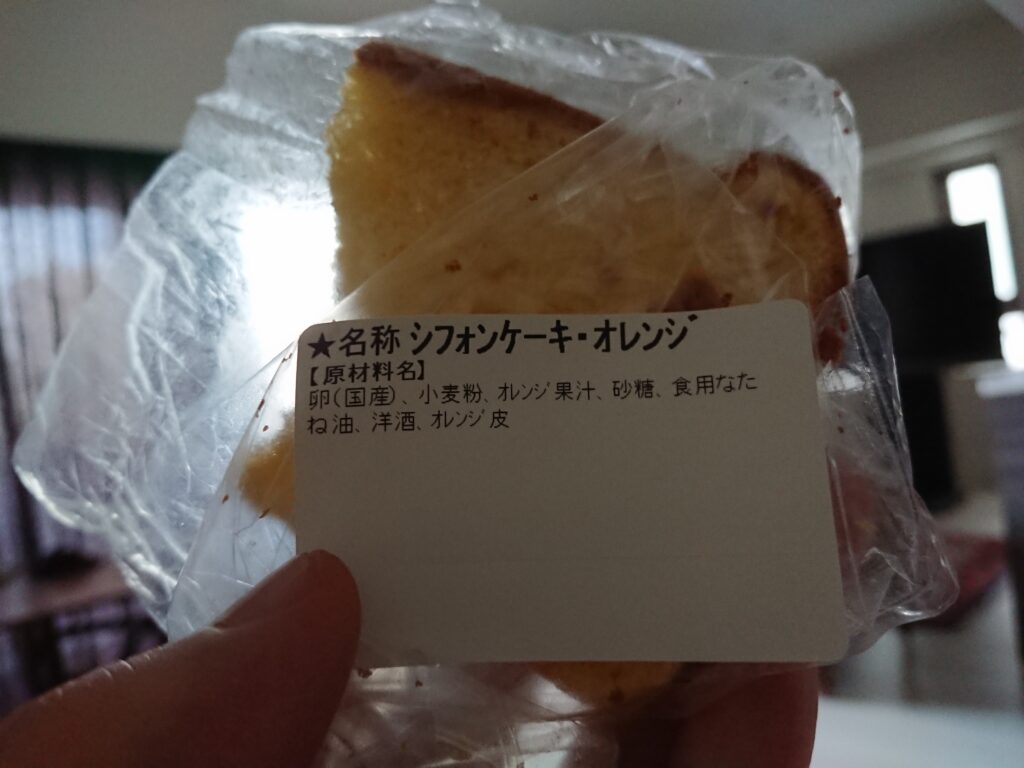 ★名称 シフォンケーキ・オレンジ
【原材料名】
卵(国産)、小麦粉、オレンジ果汁、砂糖、食用なた
ね油、洋酒、オレンジ皮